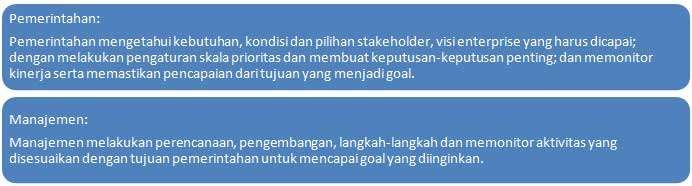 Pemerintahan:
Pemerintahan mengetahui kebutuhan, kondisi dan pilihan stakeholder, visi enterprise yang harus dicapai;
dengan melakukan pengaturan skala prioritas dan membuat keputusan-keputusan penting; dan memonitor
kinerja serta memastikan pencapaian dari tujuan yang menjadi goal.
Manajemen:
Manajemen melakukan perencanaan, pengembangan, langkah-langkah dan memonitor aktivitas yang
disesuaikan dengan tujuan pemerintahan untuk mencapai goal yang diinginkan.